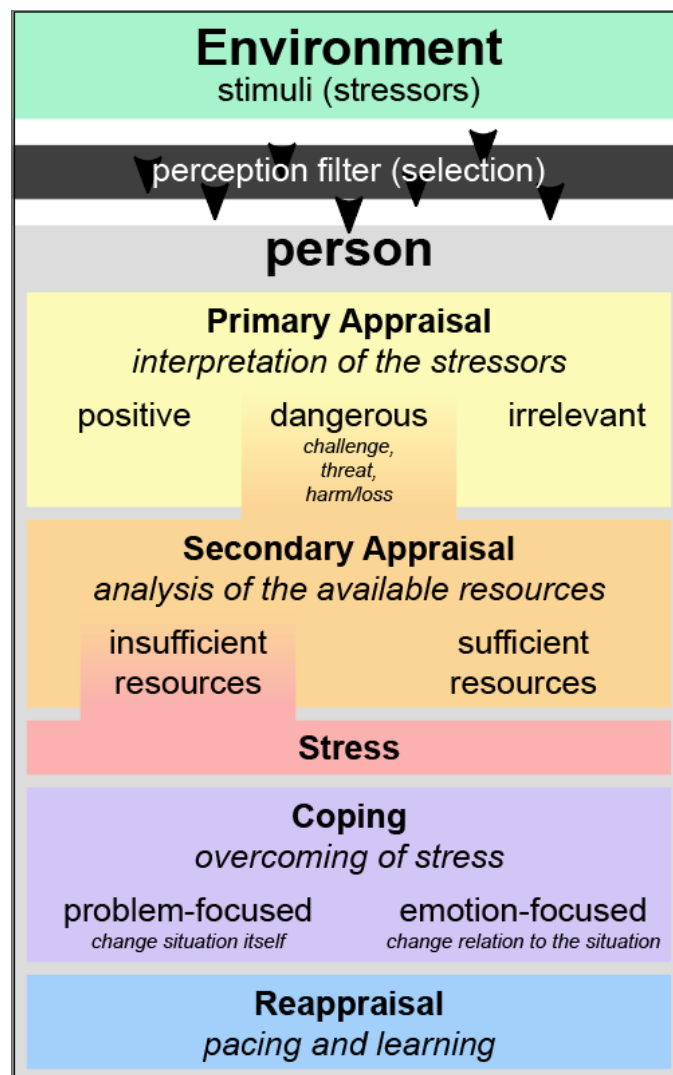 Environment
stimuli (stressors)
perception filter (selection)
person
Primary Appraisal
interpretation of the stressors
positive
dangerous
irrelevant
challenge,
threat,
harm/loss
Secondary Appraisal
analysis of the available resources
insufficient
resources
sufficient
resources
Stress
Coping
overcoming of stress
problem-focused
change situation itself
emotion-focused
change relation to the situation
Reappraisal
pacing and learning